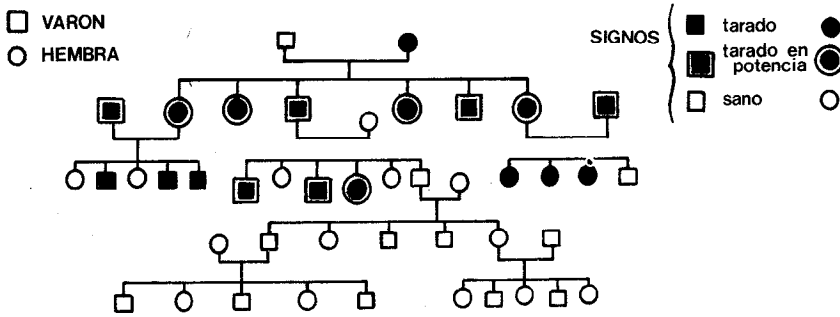 VARON
HEMBRA
SIGNOS
tarado
tarado en
potencia
sano